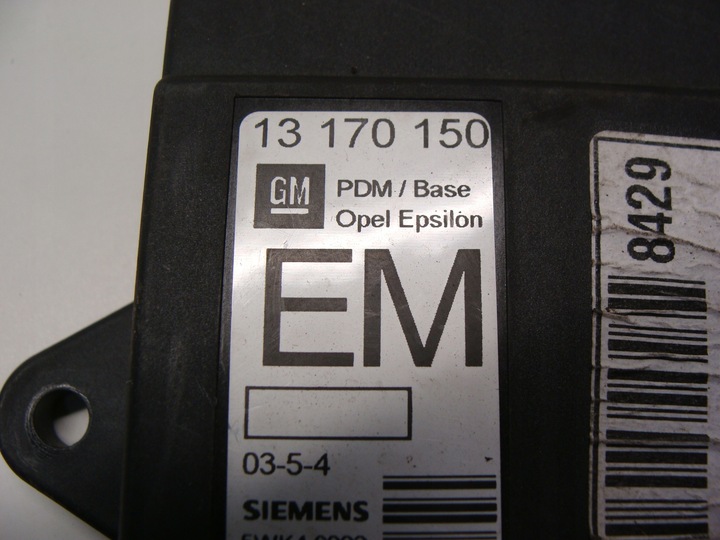 13 170 150
GM
PDM / Base
Opel Epsilon
EM
03-5-4
SIEMENS
8429